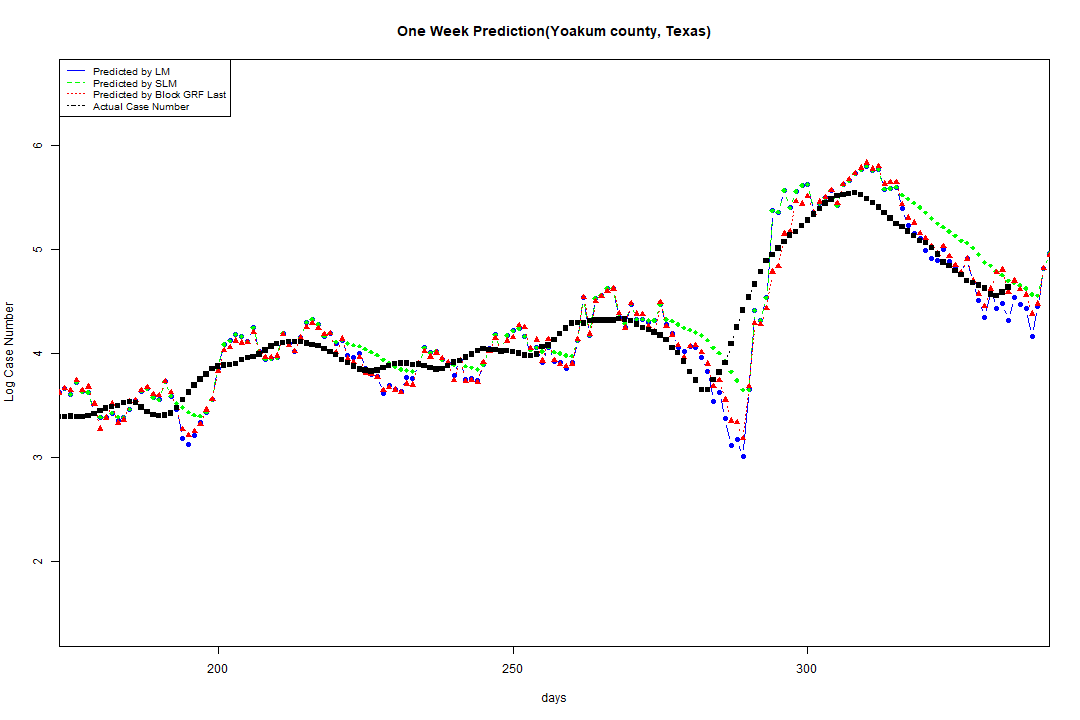 One Week Prediction(Yoakum county, Texas)
Predicted by LM
Predicted by SLM
Predicted by Block GRF Last
Actual Case Number
6
5
4
3
2
Log Case Number
200
250
300
days